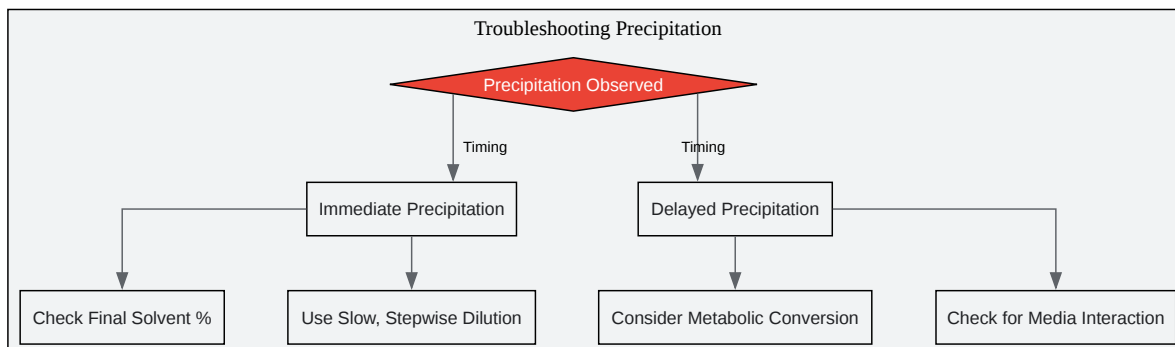 Troubleshooting Precipitation
Precipitation Observed
Timing
Timing
Immediate Precipitation
Delayed Precipitation
Check Final Solvent %
Use Slow, Stepwise Dilution
Consider Metabolic Conversion
Check for Media Interaction